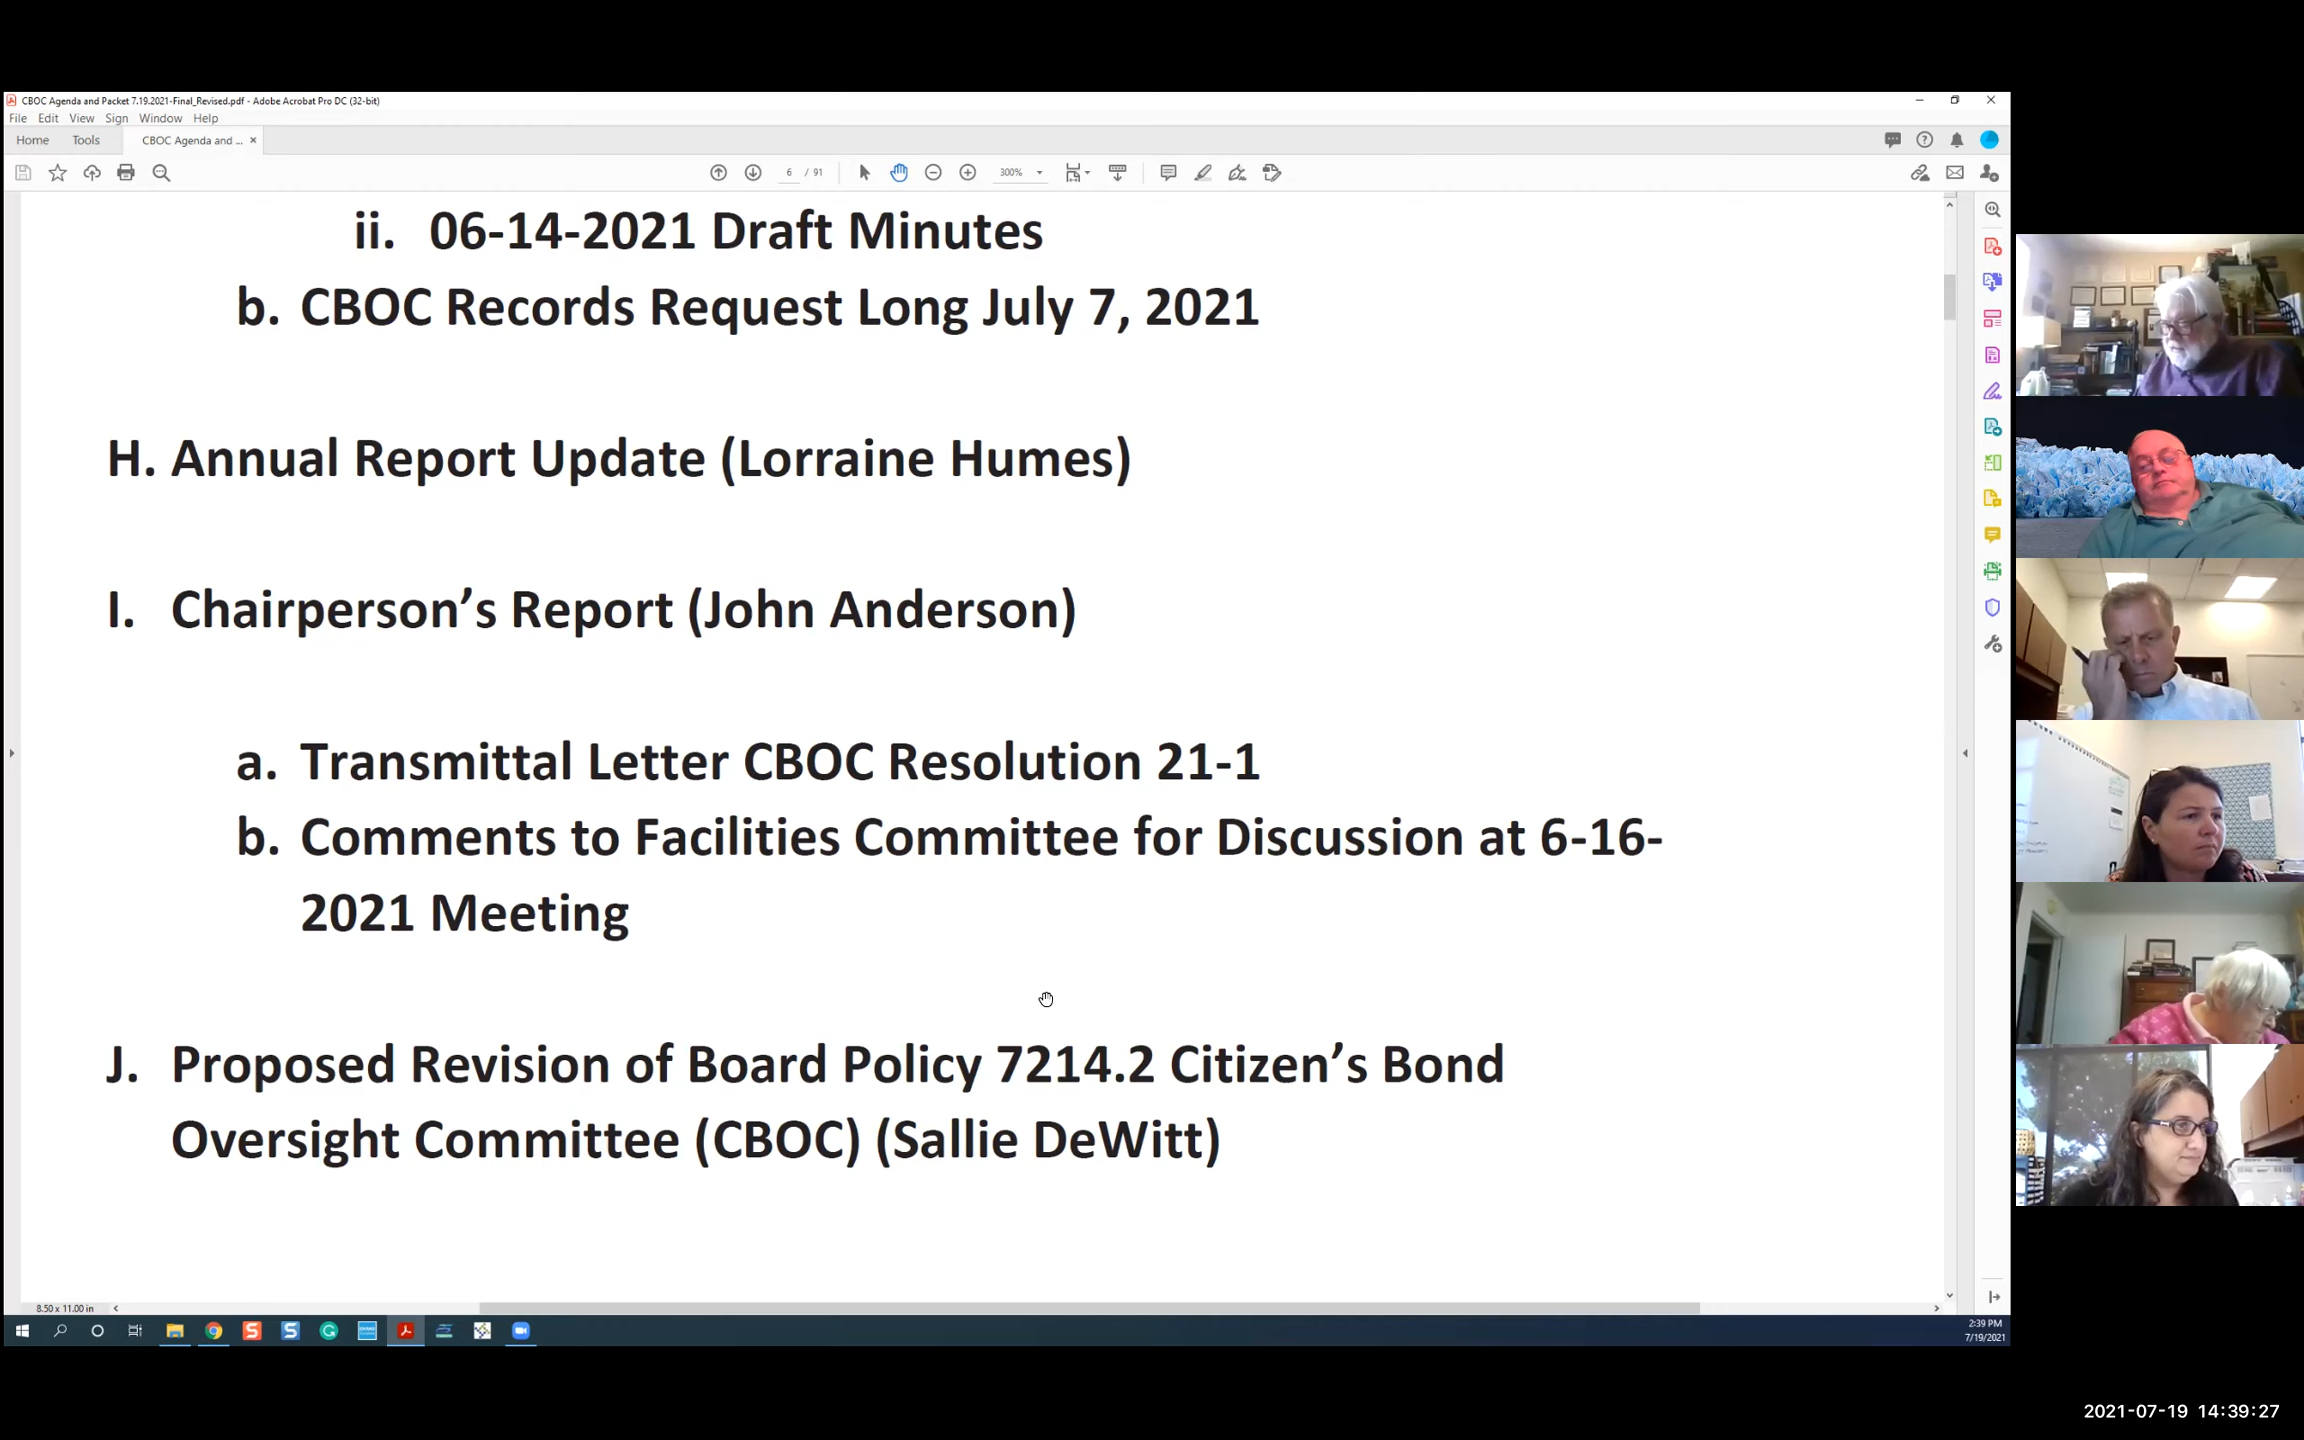 CBOC Agenda and Packet 7.19.2021-Final_Revised.pdf - Adobe Acrobat Pro DC (32-bit)
File Edit View Sign Window Help
Home Tools CBOC Agenda and ...
6 / 91 300%
ii. 06-14-2021 Draft Minutes
b. CBOC Records Request Long July 7, 2021
H. Annual Report Update (Lorraine Humes)
I. Chairperson’s Report (John Anderson)
a. Transmittal Letter CBOC Resolution 21-1
b. Comments to Facilities Committee for Discussion at 6-16-
2021 Meeting
J. Proposed Revision of Board Policy 7214.2 Citizen’s Bond
Oversight Committee (CBOC) (Sallie DeWitt)
8.50 x 11.00 in
2:39 PM
7/19/2021
2021-07-19 14:39:27